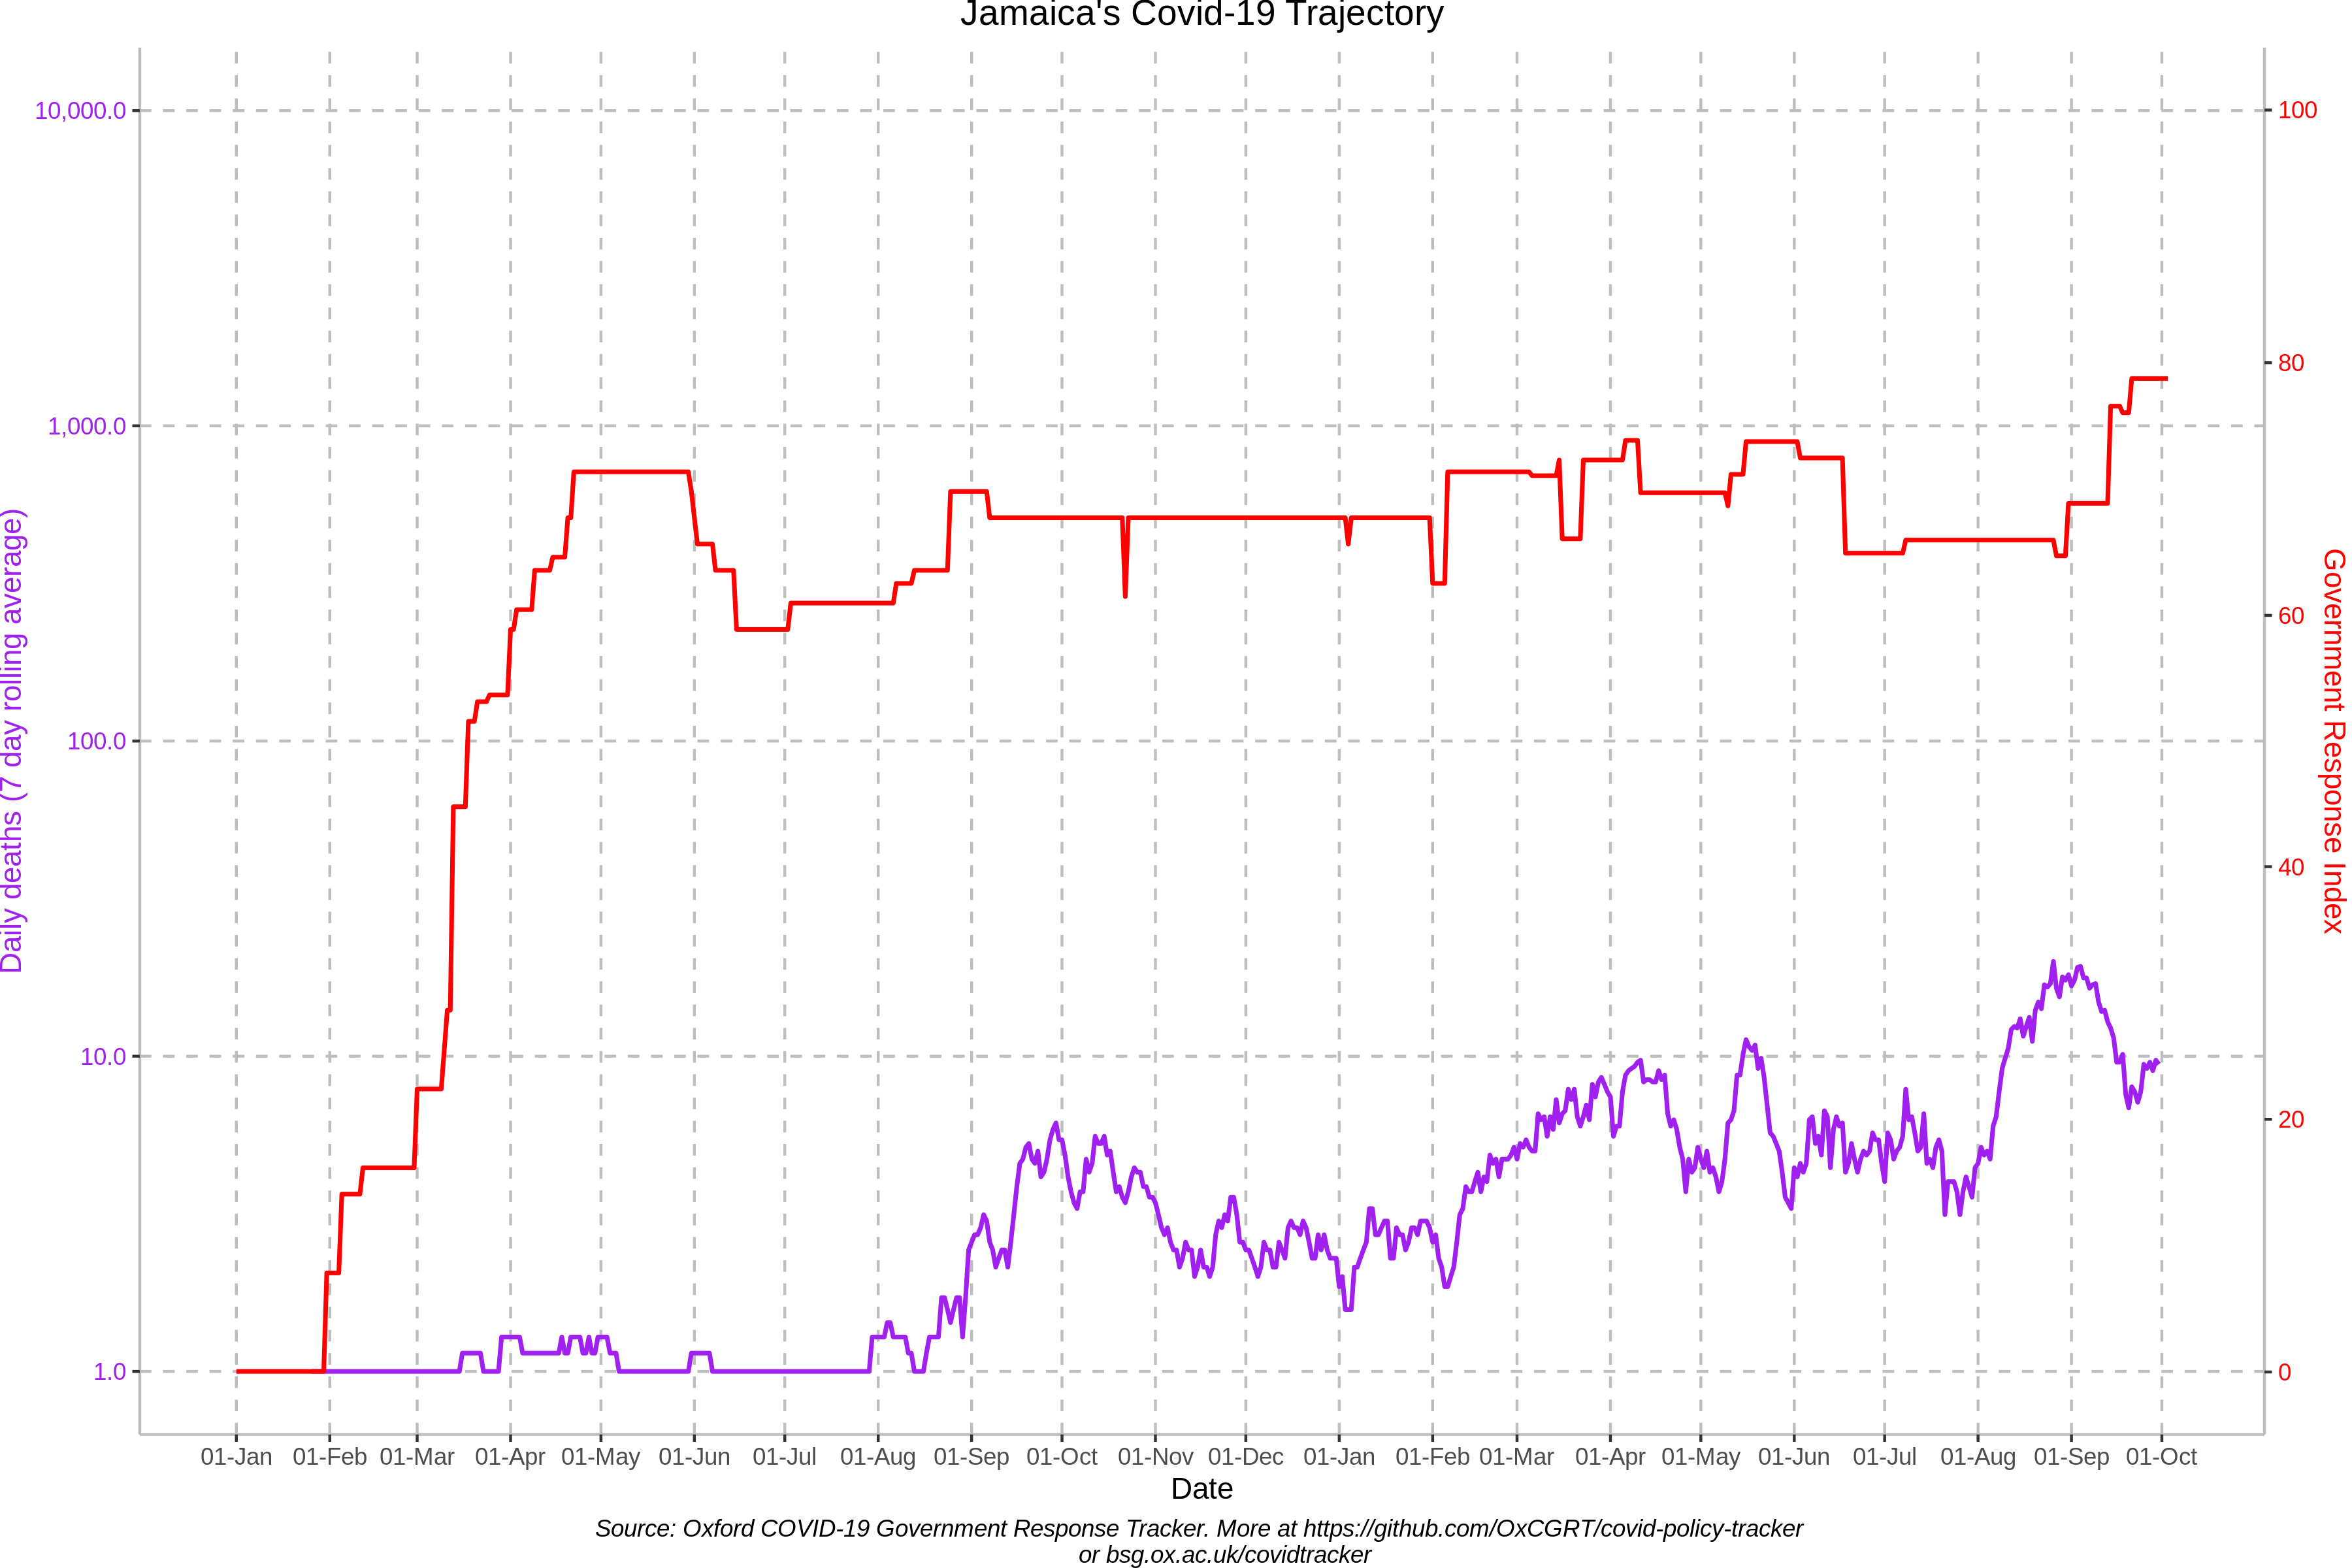 Jamaica's Covid-19 Trajectory
10,000.0
1,000.0
100.0
10.0
1.0
Daily deaths (7 day rolling average)
100
80
60
40
20
0
Government Response Index
01-Jan 01-Feb 01-Mar 01-Apr 01-May 01-Jun 01-Jul 01-Aug 01-Sep 01-Oct 01-Nov 01-Dec 01-Jan 01-Feb 01-Mar 01-Apr 01-May 01-Jun 01-Jul 01-Aug 01-Sep 01-Oct
Date
Source: Oxford COVID-19 Government Response Tracker. More at https://github.com/OxCGRT/covid-policy-tracker
or bsg.ox.ac.uk/covidtracker